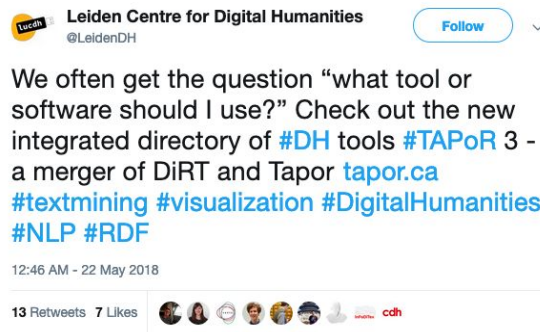 lucdh
Leiden Centre for Digital Humanities
@LeidenDH
Follow
We often get the question “what tool or
software should I use?” Check out the new
integrated directory of #DH tools #TAPoR 3 -
a merger of DiRT and Tapor tapor.ca
#textmining #visualization #DigitalHumanities
#NLP #RDF
12:46 AM - 22 May 2018
13 Retweets 7 Likes
cdh